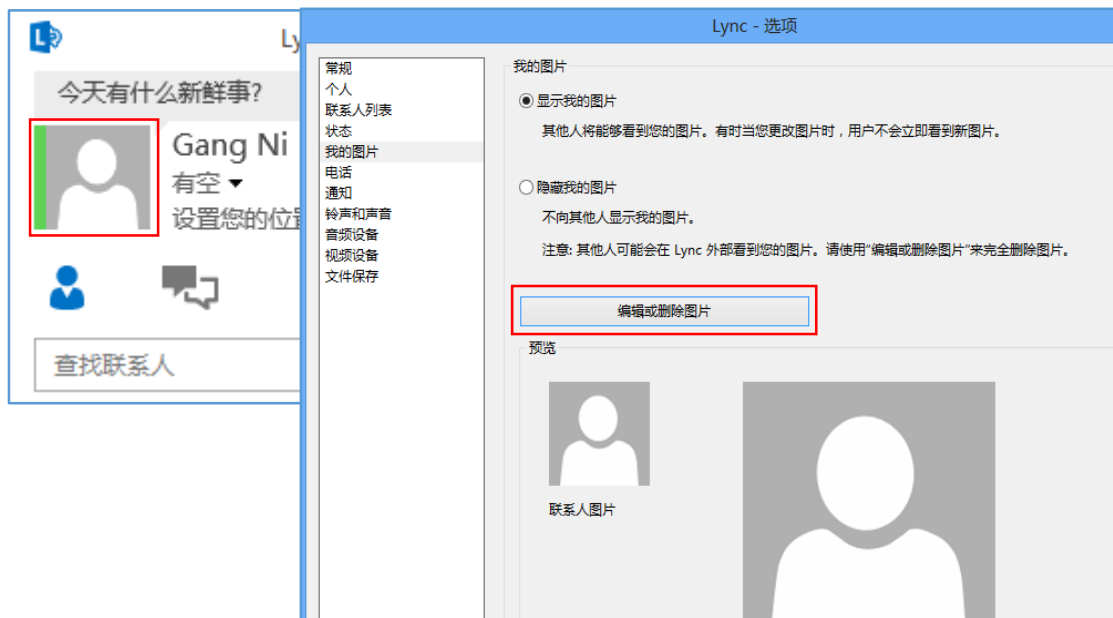 Ly
今天有什么新鲜事?
Gang Ni
有空
设置您的位置
查找联系人
Lync - 选项
常规
个人
联系人列表
状态
我的图片
电话
通知
铃声和声音
音频设备
视频设备
文件保存
我的图片
显示我的图片
其他人将能够看到您的图片。有时当您更改图片时，用户不会立即看到新图片。
隐藏我的图片
不向其他人显示我的图片。
注意: 其他人可能会在 Lync 外部看到您的图片。请使用"编辑或删除图片"来完全删除图片。
编辑或删除图片
预览
联系人图片